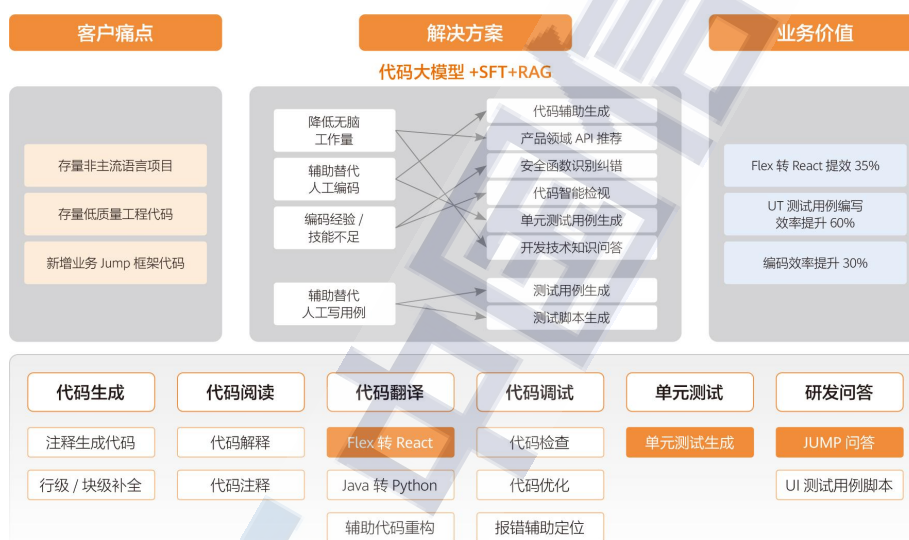 客户痛点
解决方案
业务价值
代码大模型 +SFT+RAG
存量非主流语言项目
存量低质量工程代码
新增业务 Jump 框架代码
降低无脑
工作量
辅助替代
人工编码
编码经验 /
技能不足
辅助替代
人工写用例
代码辅助生成
产品领域 API 推荐
安全函数识别纠错
代码智能检视
单元测试用例生成
开发技术知识问答
测试用例生成
测试脚本生成
Flex 转 React 提效 35%
UT 测试用例编写
效率提升 60%
编码效率提升 30%
代码生成
代码阅读
代码翻译
代码调试
单元测试
研发问答
注释生成代码
代码解释
Flex 转 React
代码检查
单元测试生成
JUMP 问答
行级 / 块级补全
代码注释
Java 转 Python
代码优化
UI 测试用例脚本
辅助代码重构
报错辅助定位